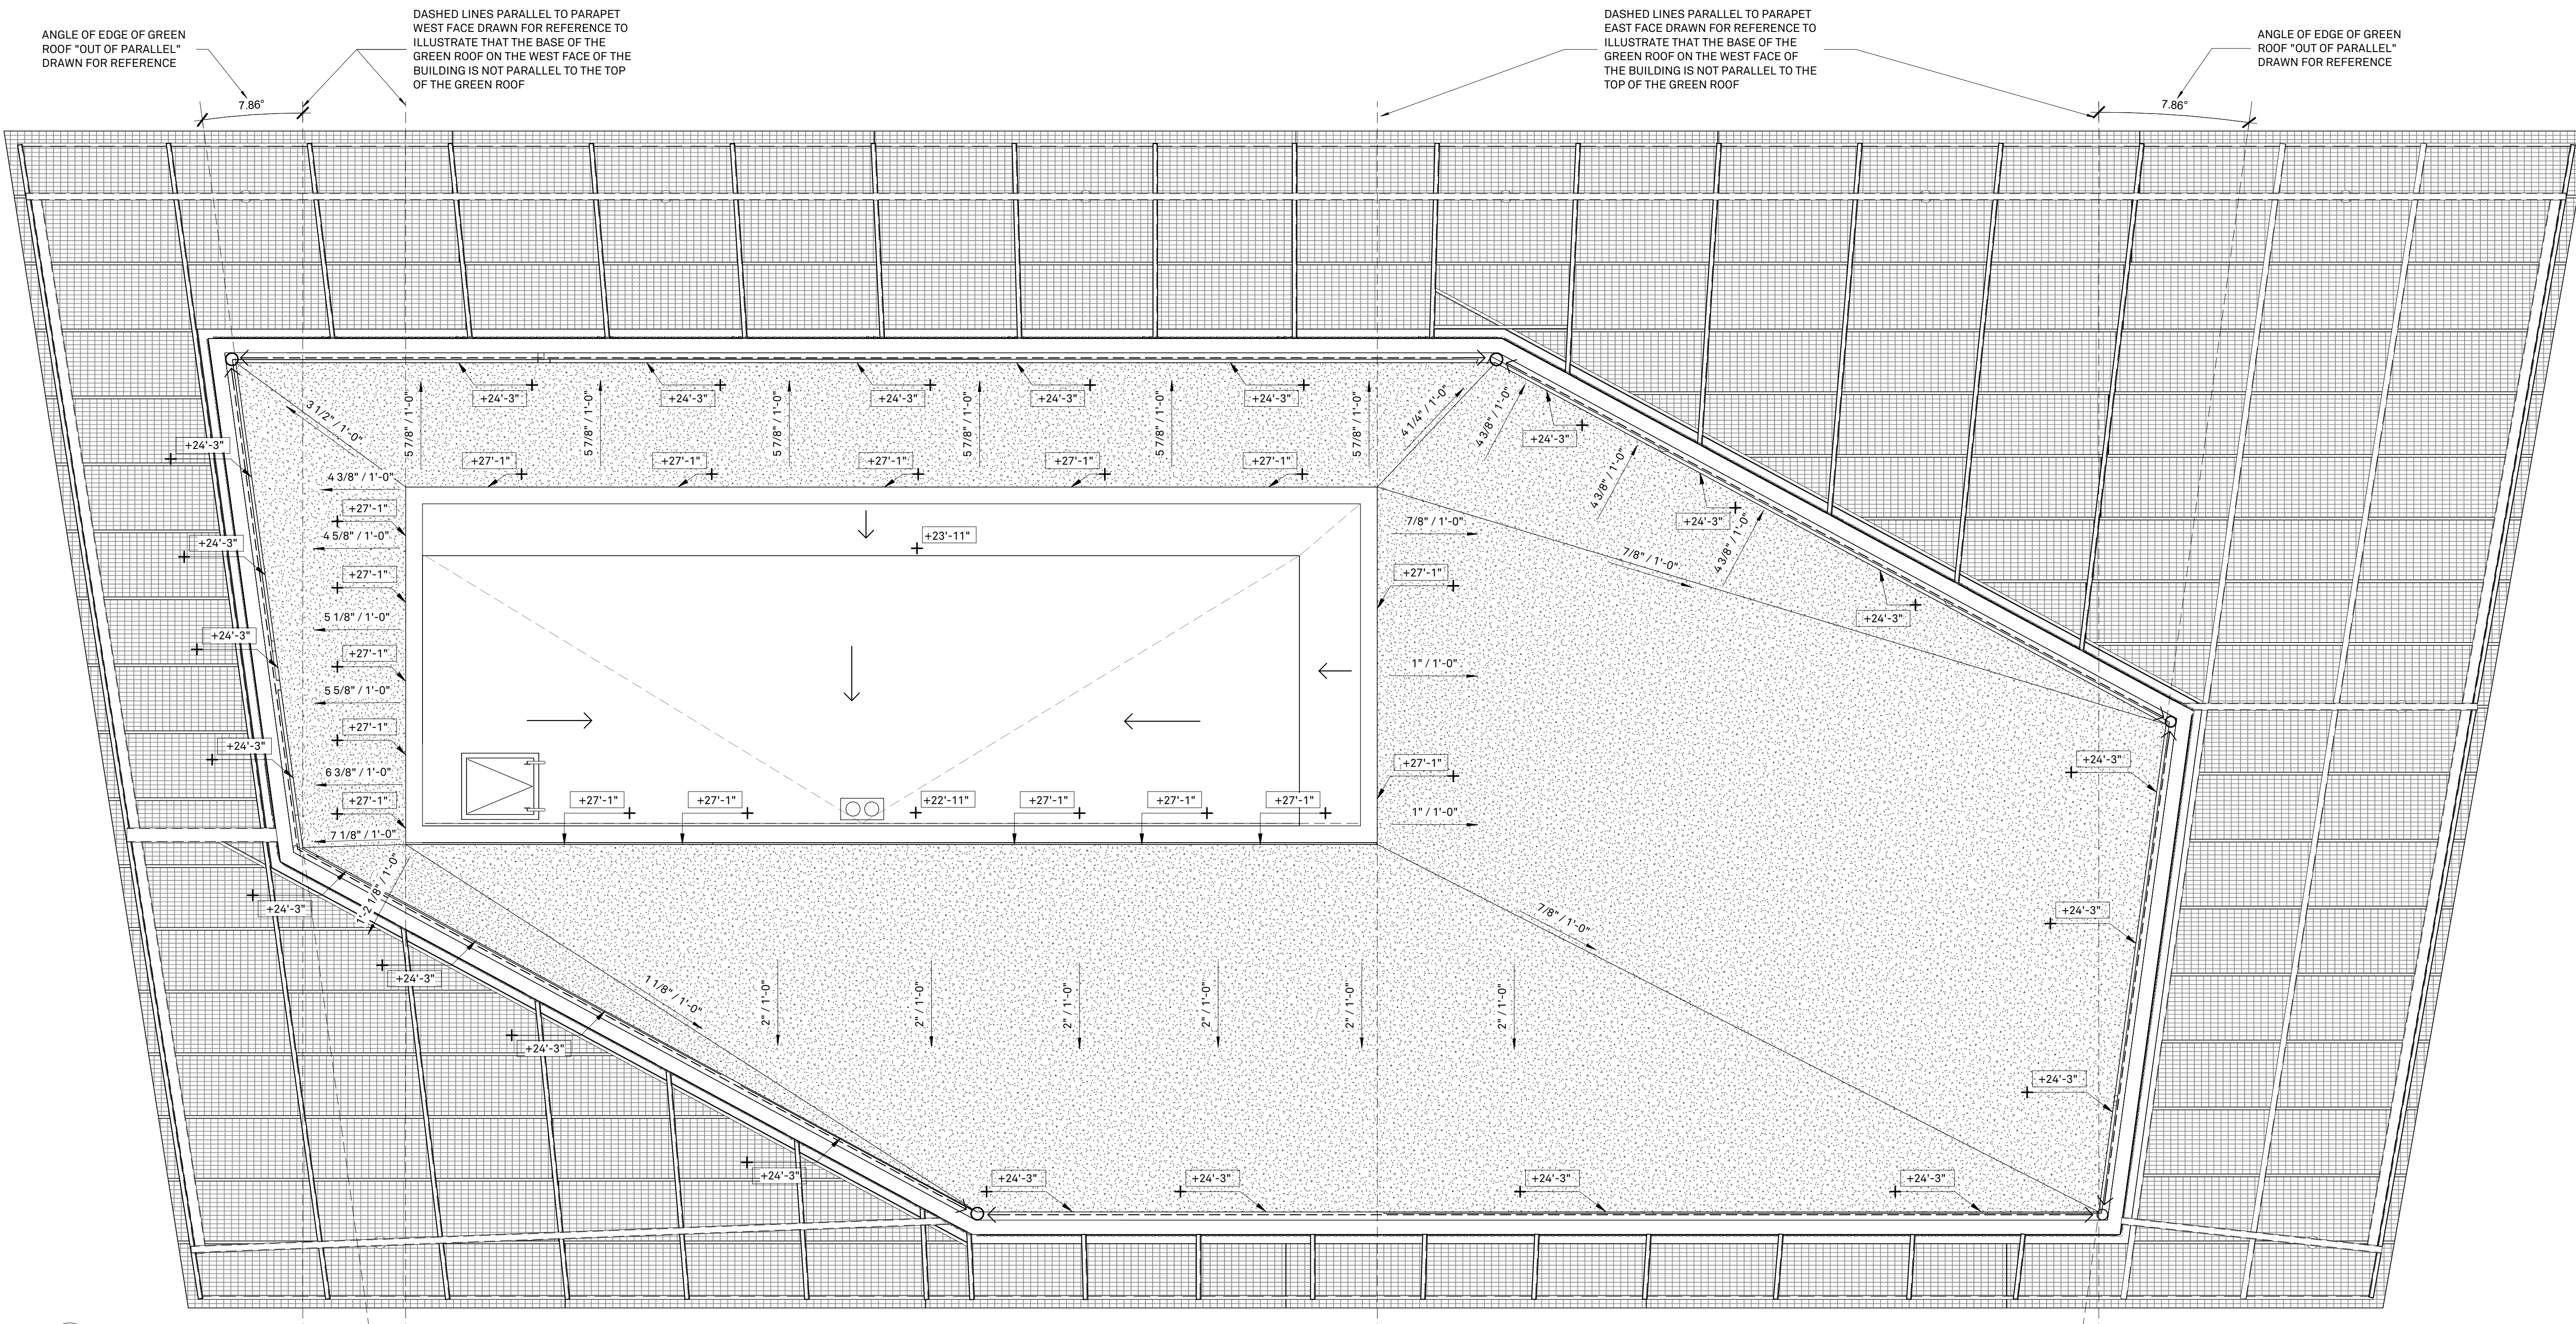 ANGLE OF EDGE OF GREEN
ROOF "OUT OF PARALLEL"
DRAWN FOR REFERENCE
DASHED LINES PARALLEL TO PARAPET
WEST FACE DRAWN FOR REFERENCE TO
ILLUSTRATE THAT THE BASE OF THE
GREEN ROOF ON THE WEST FACE OF THE
BUILDING IS NOT PARALLEL TO THE TOP
OF THE GREEN ROOF
DASHED LINES PARALLEL TO PARAPET
EAST FACE DRAWN FOR REFERENCE TO
ILLUSTRATE THAT THE BASE OF THE
GREEN ROOF ON THE WEST FACE OF
THE BUILDING IS NOT PARALLEL TO THE
TOP OF THE GREEN ROOF
ANGLE OF EDGE OF GREEN
ROOF "OUT OF PARALLEL"
DRAWN FOR REFERENCE
7.86°
7.86°
+24'-3"
+24'-3"
+24'-3"
+24'-3"
+24'-3"
3 1/2" / 1'-0"
5 7/8" / 1'-0"
5 7/8" / 1'-0"
5 7/8" / 1'-0"
5 7/8" / 1'-0"
5 7/8" / 1'-0"
5 7/8" / 1'-0"
4 1/4" / 1'-0"
4 3/8" / 1'-0"
+24'-3"
+24'-3"
+27'-1"
+27'-1"
+27'-1"
+27'-1"
+27'-1"
4 3/8" / 1'-0"
4 3/8" / 1'-0"
+27'-1"
7/8" / 1'-0"
+24'-3"
4 3/8" / 1'-0"
4 5/8" / 1'-0"
+23'-11"
+24'-3"
7/8" / 1'-0"
+27'-1"
+27'-1"
5 1/8" / 1'-0"
+24'-3"
+24'-3"
+27'-1"
1" / 1'-0"
5 5/8" / 1'-0"
+27'-1"
+24'-3"
+27'-1"
+24'-3"
6 3/8" / 1'-0"
+27'-1"
+27'-1"
+27'-1"
+22'-11"
+27'-1"
+27'-1"
+27'-1"
1" / 1'-0"
7 1/8" / 1'-0"
1'-2 1/8" / 1'-0"
+24'-3"
7/8" / 1'-0"
+24'-3"
+24'-3"
1 1/8" / 1'-0"
2" / 1'-0"
2" / 1'-0"
2" / 1'-0"
2" / 1'-0"
2" / 1'-0"
2" / 1'-0"
+24'-3"
+24'-3"
+24'-3"
+24'-3"
+24'-3"
+24'-3"
+24'-3"